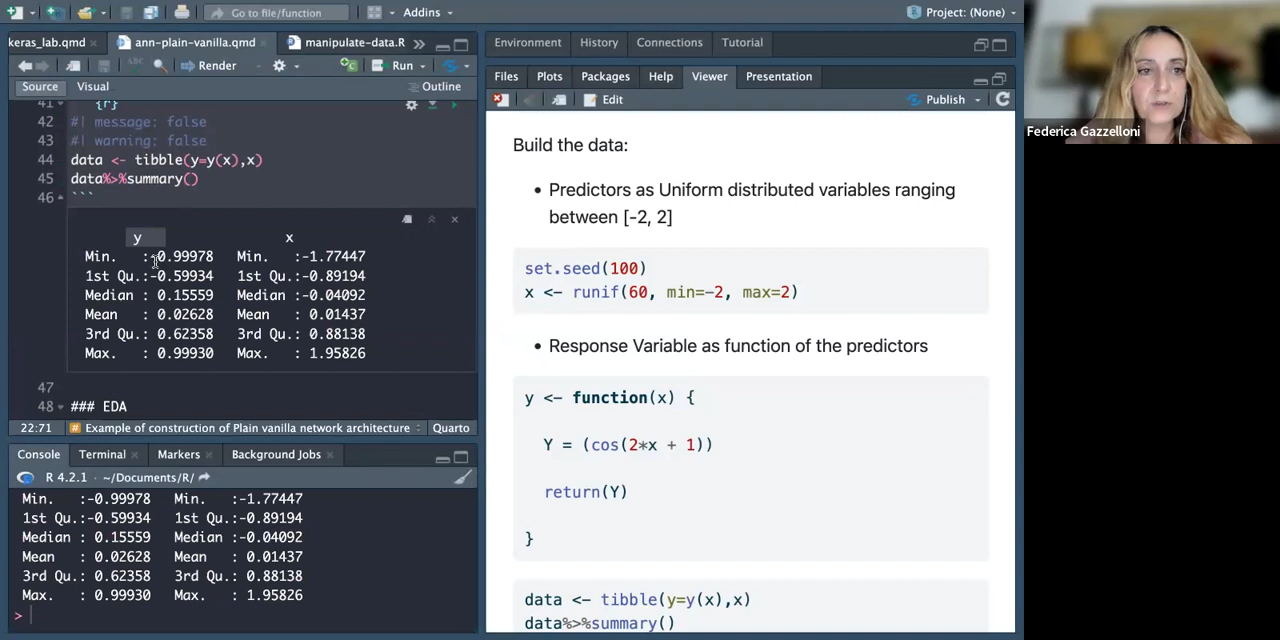 Go to file/function
Addins
Project: (None)
keras_lab.qmd
ann-plain-vanilla.qmd
manipulate-data.R
Render
Run
Source
Visual
Outline
41
{r}
42
#| message: false
43
#| warning: false
44
data <- tibble(y=y(x),x)
45
data%>%summary()
46
```
y x
Min. :-0.99978 Min. :-1.77447
1st Qu.:-0.59934 1st Qu.:-0.89194
Median : 0.15559 Median :-0.04092
Mean : 0.02628 Mean : 0.01437
3rd Qu.: 0.62358 3rd Qu.: 0.88138
Max. : 0.99930 Max. : 1.95826
47
48
### EDA
22:71
Example of construction of Plain vanilla network architecture
Quarto
Console
Terminal
Markers
Background Jobs
R 4.2.1 · ~/Documents/R/
Min. :-0.99978 Min. :-1.77447
1st Qu.:-0.59934 1st Qu.:-0.89194
Median : 0.15559 Median :-0.04092
Mean : 0.02628 Mean : 0.01437
3rd Qu.: 0.62358 3rd Qu.: 0.88138
Max. : 0.99930 Max. : 1.95826
>
Environment
History
Connections
Tutorial
Files
Plots
Packages
Help
Viewer
Presentation
Edit
Publish
Build the data:
• Predictors as Uniform distributed variables ranging
between [-2, 2]
set.seed(100)
x <- runif(60, min=-2, max=2)
• Response Variable as function of the predictors
y <- function(x) {
Y = (cos(2*x + 1))
return(Y)
}
data <- tibble(y=y(x),x)
data%>%summary()
Federica Gazzelloni